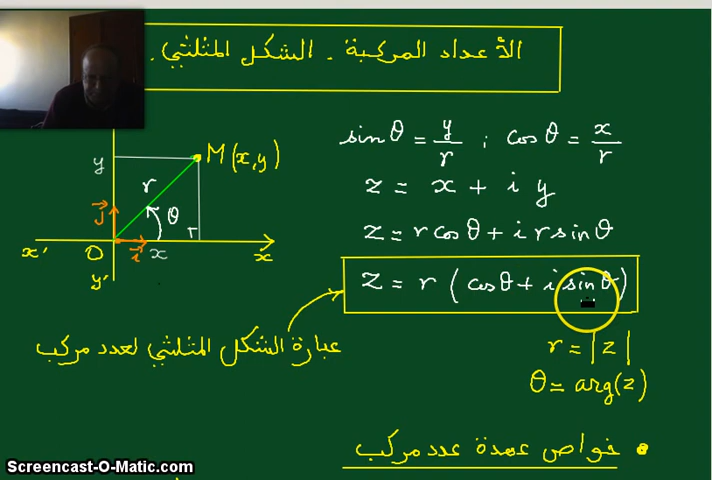 الأعداد المركبة . الشكل المثلثي .
sin θ = y/r ; cos θ = x/r
y
M(x,y)
r
θ
z = x + i y
J
x'
O
i
x
x
y'
z = r cos θ + i r sin θ
z = r ( cos θ + i sin θ )
عبارة الشكل المثلثي لعدد مركب
r = |z|
θ = arg(z)
• خواص عمدة عدد مركب
Screencast-O-Matic.com